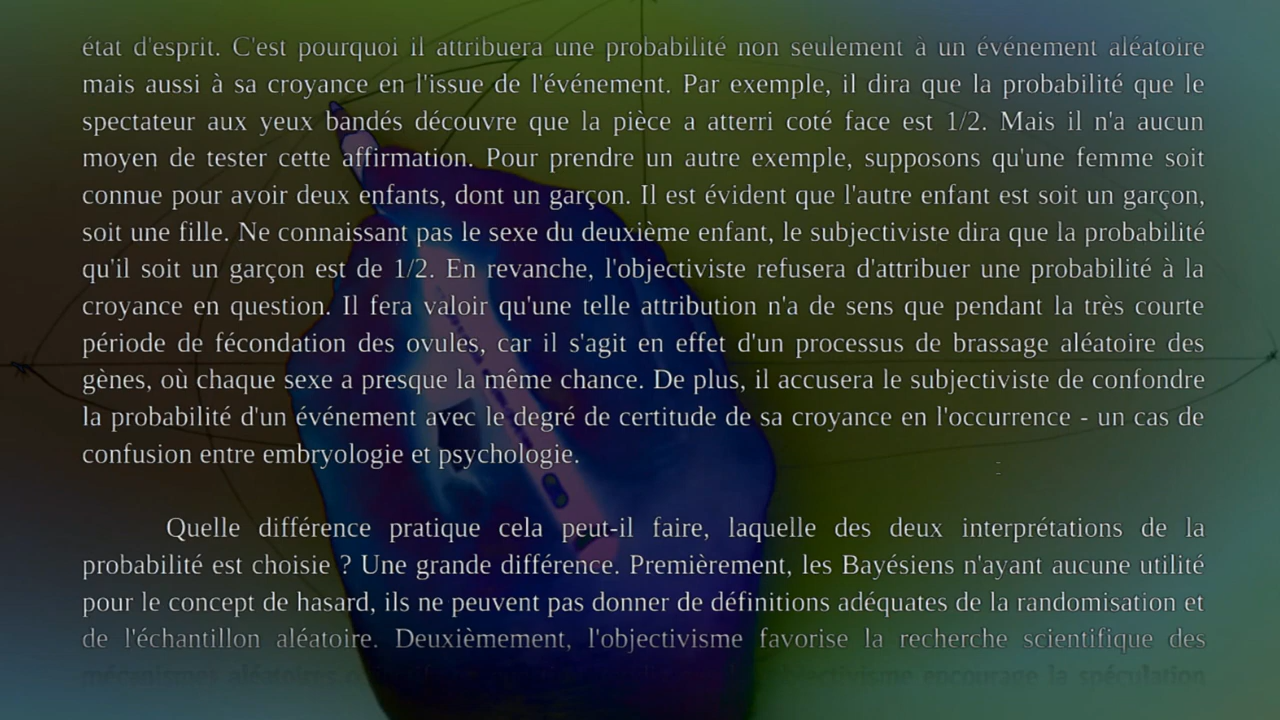 état d'esprit. C'est pourquoi il attribuera une probabilité non seulement à un événement aléatoire
mais aussi à sa croyance en l'issue de l'événement. Par exemple, il dira que la probabilité que le
spectateur aux yeux bandés découvre que la pièce a atterri coté face est 1/2. Mais il n'a aucun
moyen de tester cette affirmation. Pour prendre un autre exemple, supposons qu'une femme soit
connue pour avoir deux enfants, dont un garçon. Il est évident que l'autre enfant est soit un garçon,
soit une fille. Ne connaissant pas le sexe du deuxième enfant, le subjectiviste dira que la probabilité
qu'il soit un garçon est de 1/2. En revanche, l'objectiviste refusera d'attribuer une probabilité à la
croyance en question. Il fera valoir qu'une telle attribution n'a de sens que pendant la très courte
période de fécondation des ovules, car il s'agit en effet d'un processus de brassage aléatoire des
gènes, où chaque sexe a presque la même chance. De plus, il accusera le subjectiviste de confondre
la probabilité d'un événement avec le degré de certitude de sa croyance en l'occurrence - un cas de
confusion entre embryologie et psychologie.
Quelle différence pratique cela peut-il faire, laquelle des deux interprétations de la
probabilité est choisie ? Une grande différence. Premièrement, les Bayésiens n'ayant aucune utilité
pour le concept de hasard, ils ne peuvent pas donner de définitions adéquates de la randomisation et
de l'échantillon aléatoire. Deuxièmement, l'objectivisme favorise la recherche scientifique des
mécanismes aléatoires encourage la spéculation